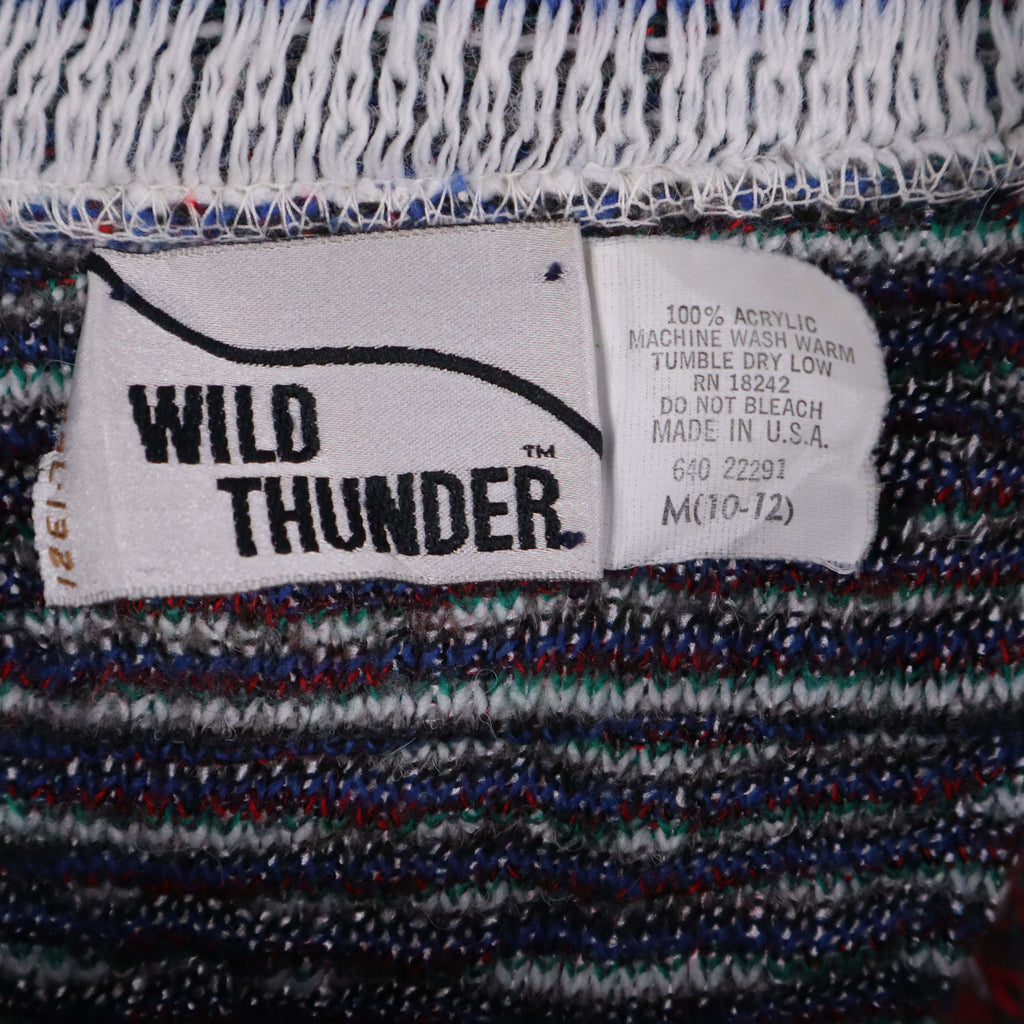 WILD
THUNDER
™
100% ACRYLIC
MACHINE WASH WARM
TUMBLE DRY LOW
RN 18242
DO NOT BLEACH
MADE IN U.S.A.
640 22291
M(10-12)